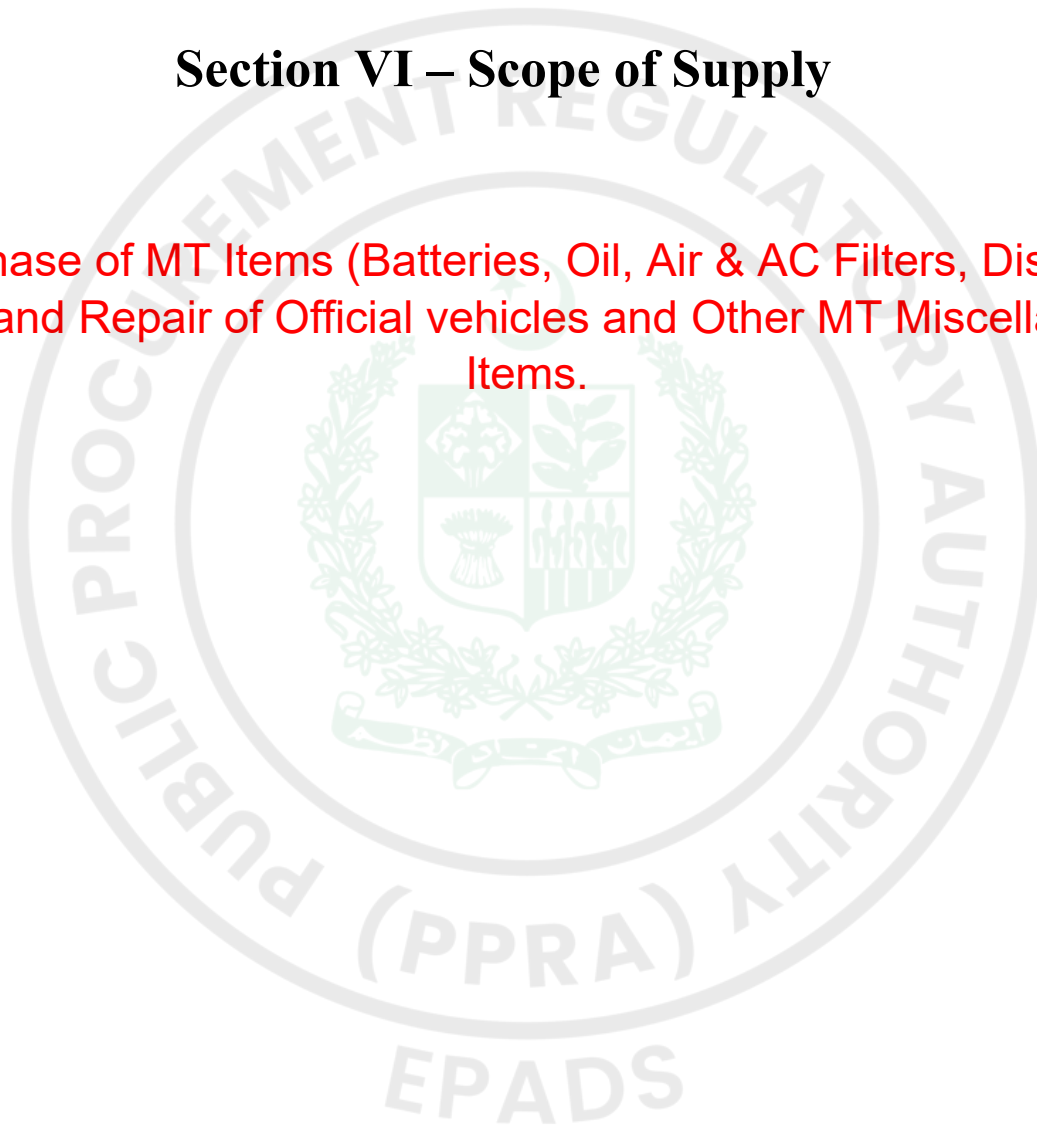 Section VI – Scope of Supply
hase of MT Items (Batteries, Oil, Air & AC Filters, Dis
and Repair of Official vehicles and Other MT Miscella
Items.
PUBLIC PROCUREMENT REGULATORY AUTHORITY
(PPRA)
EPADS